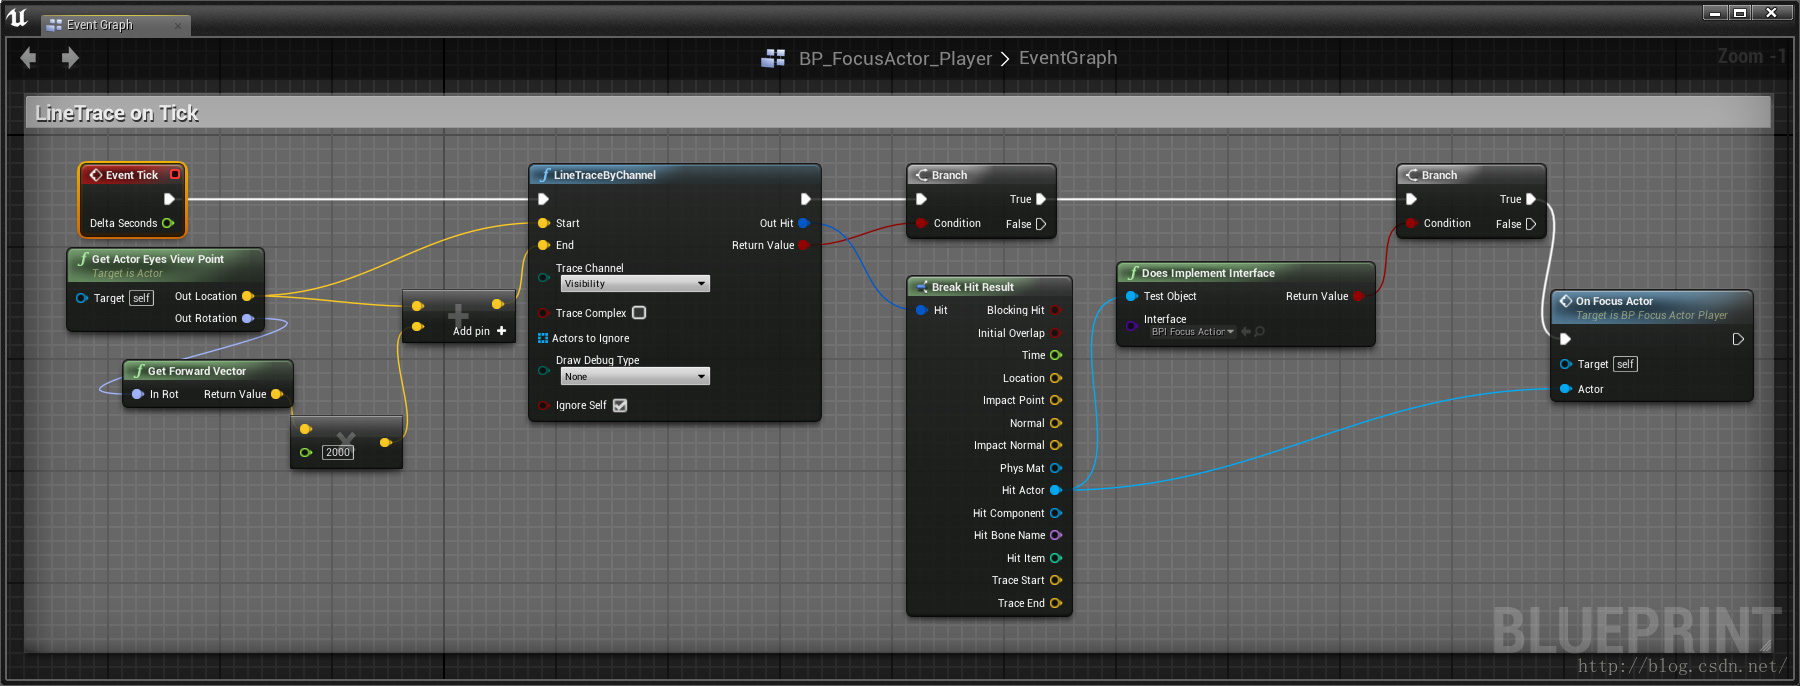 Event Graph
BP_FocusActor_Player > EventGraph
Zoom -1
LineTrace on Tick
Event Tick
Delta Seconds
Get Actor Eyes View Point
Target is Actor
Target self
Out Location
Out Rotation
Get Forward Vector
In Rot Return Value
2000
Add pin
LineTraceByChannel
Start Out Hit
End Return Value
Trace Channel
Visibility
Trace Complex
Actors to Ignore
Draw Debug Type
None
Ignore Self
Branch
True
Condition False
Break Hit Result
Hit Blocking Hit
Initial Overlap
Time
Location
Impact Point
Normal
Impact Normal
Phys Mat
Hit Actor
Hit Component
Hit Bone Name
Hit Item
Trace Start
Trace End
Does Implement Interface
Test Object Return Value
Interface
BPI Focus Action
Branch
True
Condition False
On Focus Actor
Target is BP Focus Actor Player
Target self
Actor
BLUEPRINT
http://blog.csdn.net/